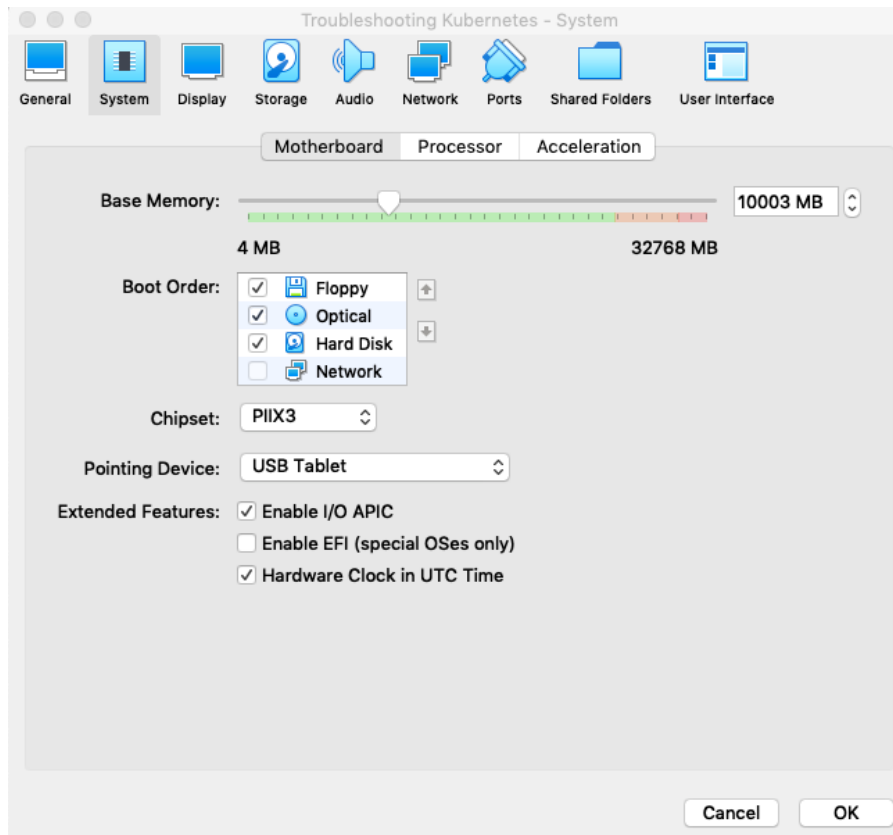 Troubleshooting Kubernetes - System
General System Display Storage Audio Network Ports Shared Folders User Interface
Motherboard Processor Acceleration
Base Memory: 10003 MB
4 MB 32768 MB
Boot Order: Floppy
Optical
Hard Disk
Network
Chipset: PIIX3
Pointing Device: USB Tablet
Extended Features: Enable I/O APIC
Enable EFI (special OSes only)
Hardware Clock in UTC Time
Cancel OK